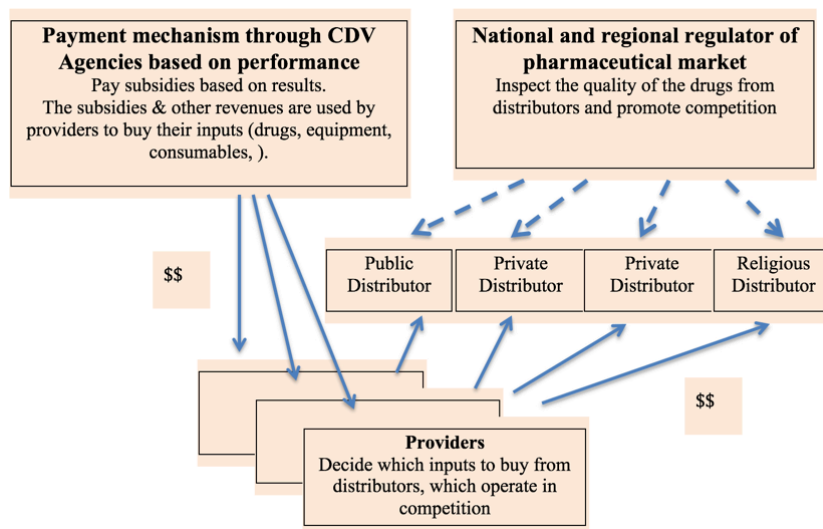 Payment mechanism through CDV
Agencies based on performance
Pay subsidies based on results.
The subsidies & other revenues are used by
providers to buy their inputs (drugs, equipment,
consumables, ).
National and regional regulator of
pharmaceutical market
Inspect the quality of the drugs from
distributors and promote competition
$$
Public
Distributor
Private
Distributor
Private
Distributor
Religious
Distributor
$$
Providers
Decide which inputs to buy from
distributors, which operate in
competition